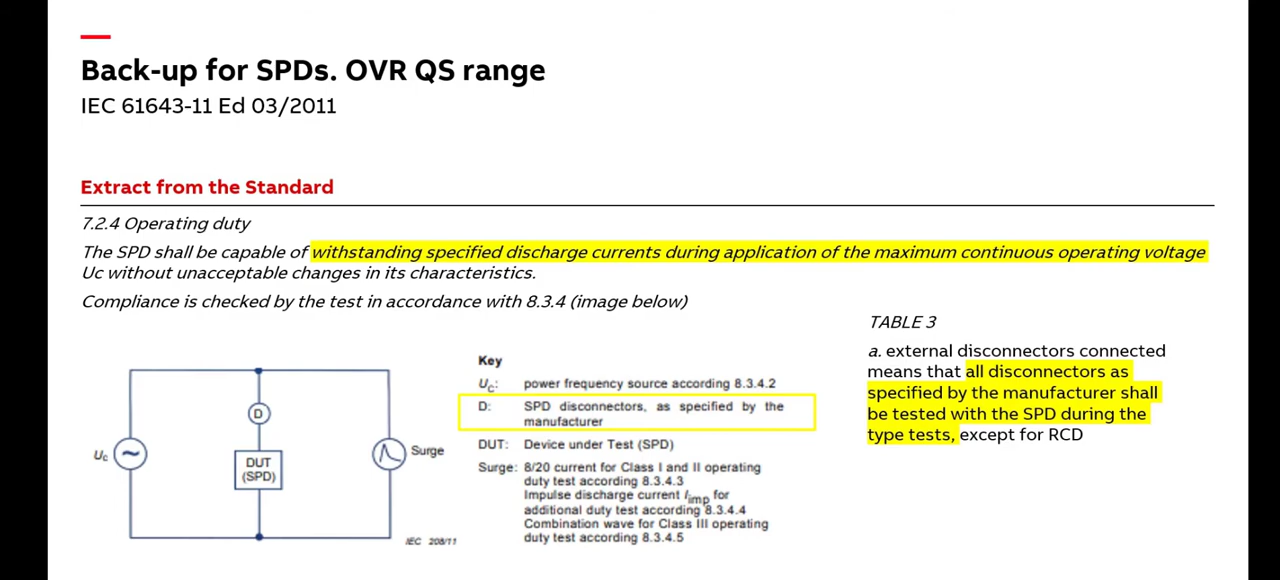 Back-up for SPDs. OVR QS range
IEC 61643-11 Ed 03/2011
Extract from the Standard
7.2.4 Operating duty
The SPD shall be capable of withstanding specified discharge currents during application of the maximum continuous operating voltage
Uc without unacceptable changes in its characteristics.
Compliance is checked by the test in accordance with 8.3.4 (image below)
Uc
D
DUT
(SPD)
Surge
IEC 208/11
Key
Uc: power frequency source according 8.3.4.2
D: SPD disconnectors, as specified by the
manufacturer
DUT: Device under Test (SPD)
Surge: 8/20 current for Class I and II operating
duty test according 8.3.4.3
Impulse discharge current Iimp for
additional duty test according 8.3.4.4
Combination wave for Class III operating
duty test according 8.3.4.5
TABLE 3
a. external disconnectors connected
means that all disconnectors as
specified by the manufacturer shall
be tested with the SPD during the
type tests, except for RCD